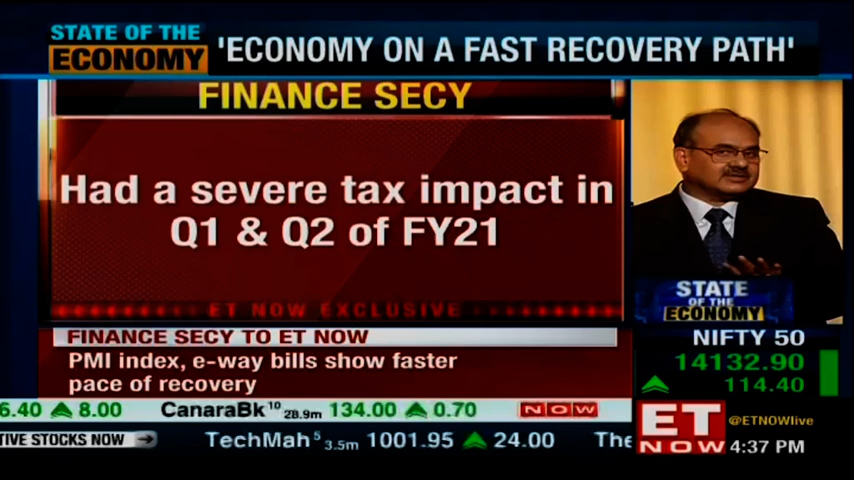 STATE OF THE
ECONOMY
'ECONOMY ON A FAST RECOVERY PATH'
FINANCE SECY
Had a severe tax impact in
Q1 & Q2 of FY21
ET NOW EXCLUSIVE
STATE
OF THE
ECONOMY
FINANCE SECY TO ET NOW
PMI index, e-way bills show faster
pace of recovery
NIFTY 50
14132.90
114.40
6.40 8.00 CanaraBk 10 28.9m 134.00 0.70 NOW
TIVE STOCKS NOW TechMah 5 3.5m 1001.95 24.00 The
ET
NOW
@ETNOWlive
4:37 PM